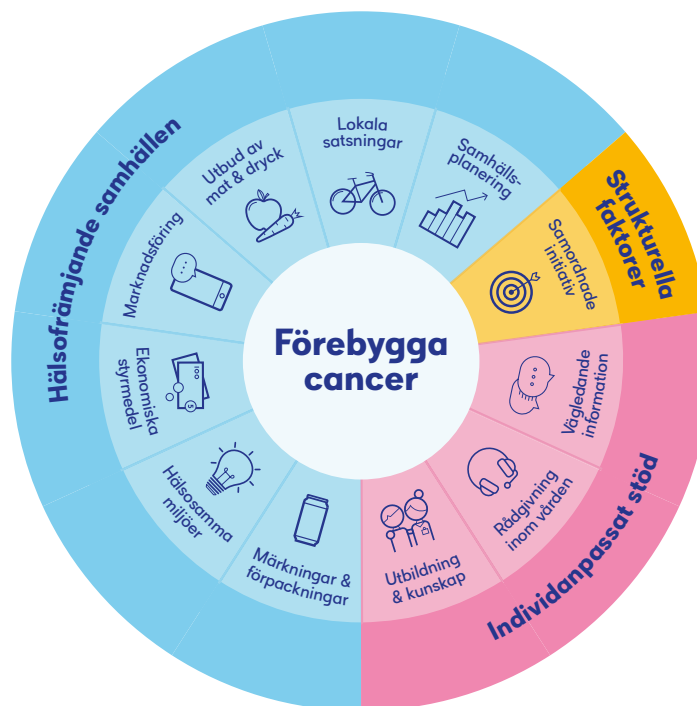 Förebygga
cancer
Hälsofrämjande samhällen
Märkningar &
förpackningar
Hälsosamma
miljöer
Ekonomiska
styrmedel
Marknadsföring
Utbud av
mat & dryck
Lokala
satsningar
Samhälls-
planering
Strukturella
faktorer
Samordnade
initiativ
Individanpassat stöd
Vägledande
information
Rådgivning
inom vården
Utbildning
& kunskap